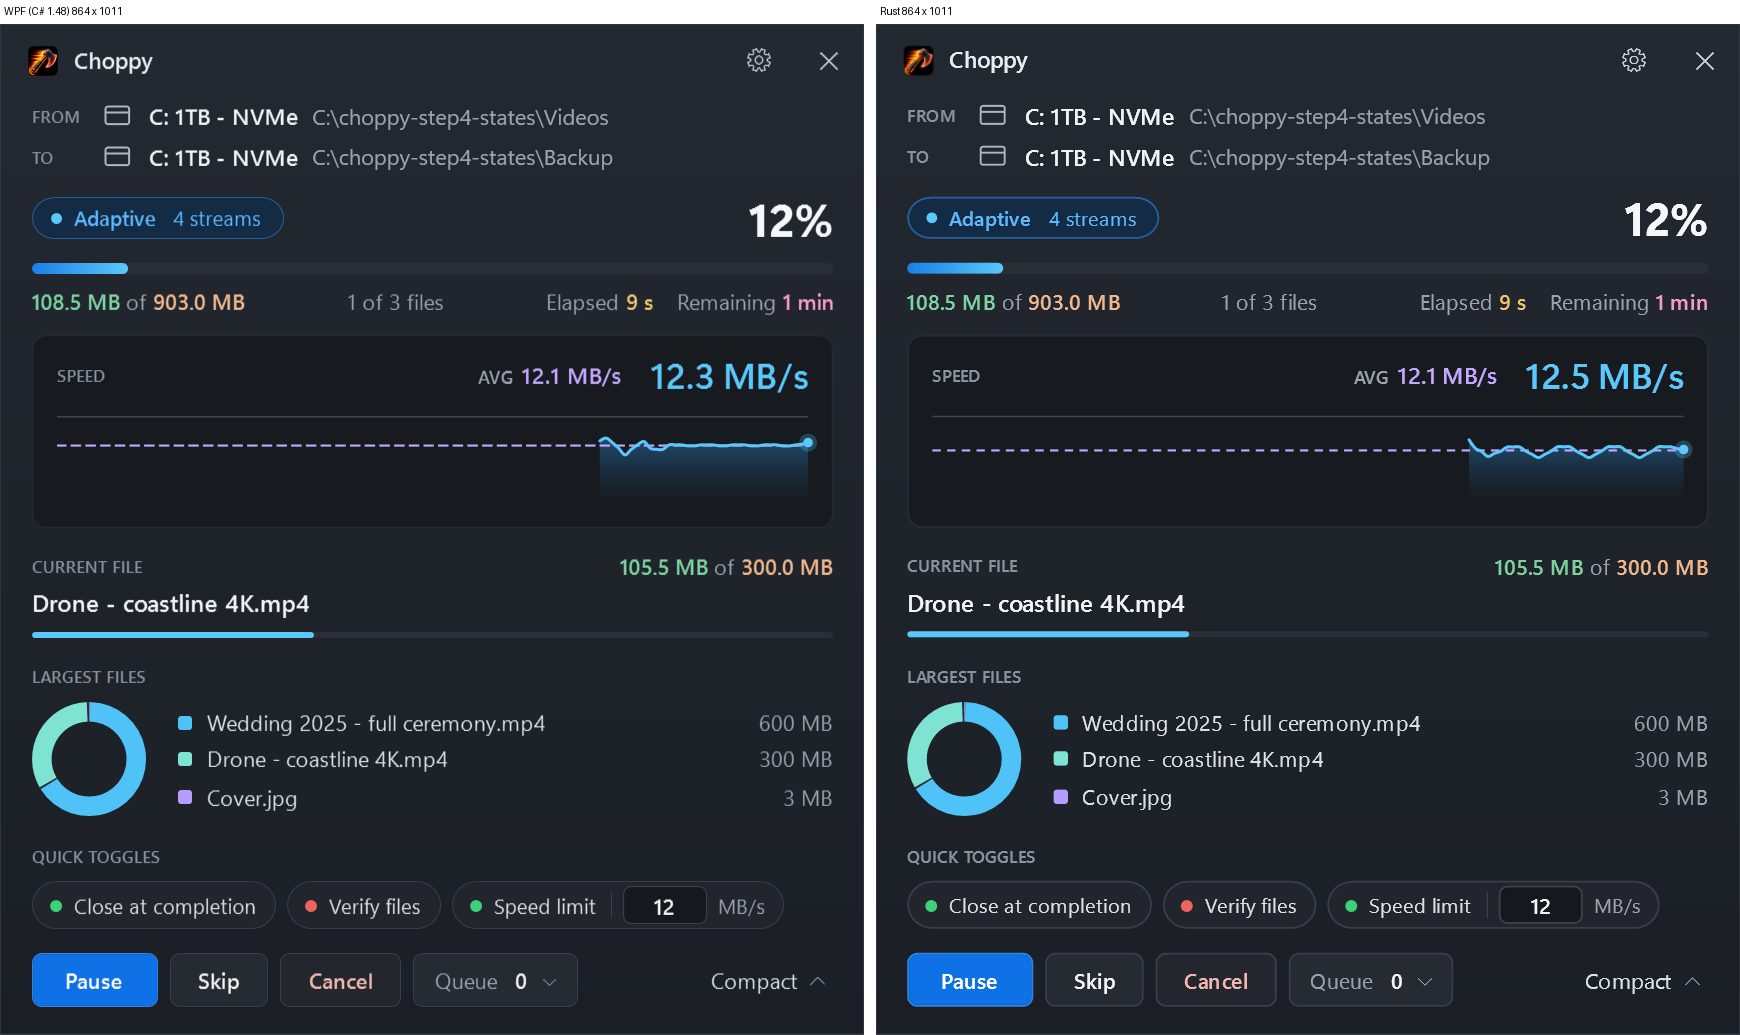 WPF (C# 1.48) 864 x 1011
Choppy
FROM C: 1TB - NVMe C:\choppy-step4-states\Videos
TO C: 1TB - NVMe C:\choppy-step4-states\Backup
Adaptive 4 streams 12%
108.5 MB of 903.0 MB 1 of 3 files Elapsed 9 s Remaining 1 min
SPEED AVG 12.1 MB/s 12.3 MB/s
CURRENT FILE 105.5 MB of 300.0 MB
Drone - coastline 4K.mp4
LARGEST FILES
Wedding 2025 - full ceremony.mp4 600 MB
Drone - coastline 4K.mp4 300 MB
Cover.jpg 3 MB
QUICK TOGGLES
Close at completion Verify files Speed limit 12 MB/s
Pause Skip Cancel Queue 0 Compact
Rust 864 x 1011
Choppy
FROM C: 1TB - NVMe C:\choppy-step4-states\Videos
TO C: 1TB - NVMe C:\choppy-step4-states\Backup
Adaptive 4 streams 12%
108.5 MB of 903.0 MB 1 of 3 files Elapsed 9 s Remaining 1 min
SPEED AVG 12.1 MB/s 12.5 MB/s
CURRENT FILE 105.5 MB of 300.0 MB
Drone - coastline 4K.mp4
LARGEST FILES
Wedding 2025 - full ceremony.mp4 600 MB
Drone - coastline 4K.mp4 300 MB
Cover.jpg 3 MB
QUICK TOGGLES
Close at completion Verify files Speed limit 12 MB/s
Pause Skip Cancel Queue 0 Compact